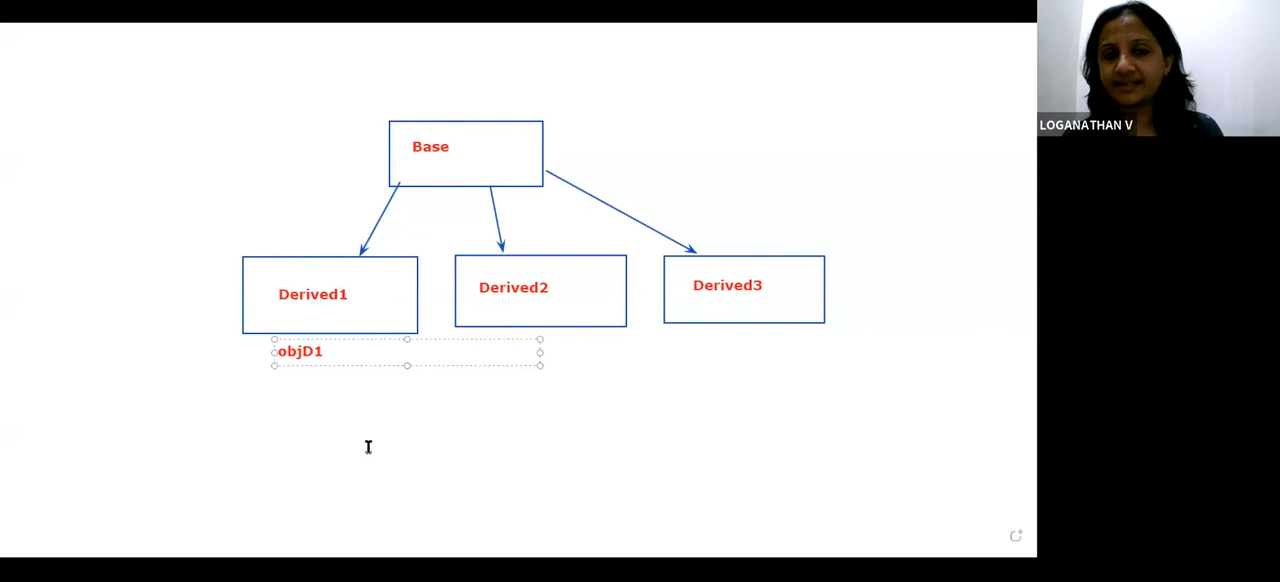 Base
LOGANATHAN V
Derived1
Derived2
Derived3
objD1